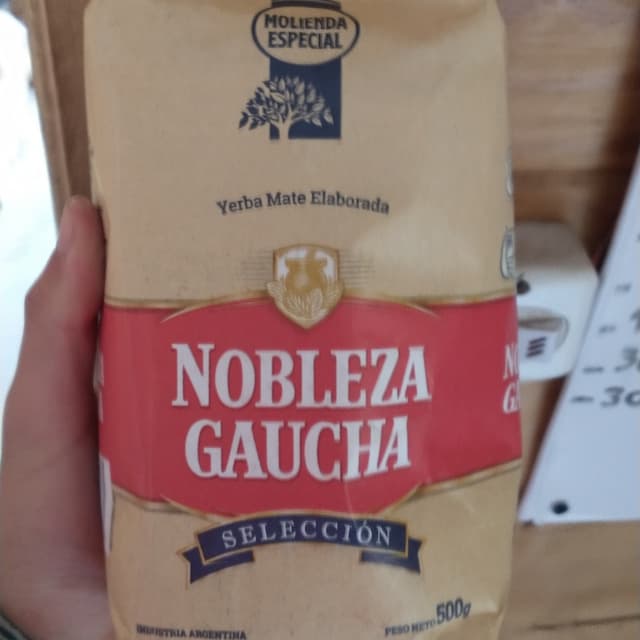 MOLIENDA
ESPECIAL
Yerba Mate Elaborada
NOBLEZA
GAUCHA
SELECCIÓN
INDUSTRIA ARGENTINA
PESO NETO 500g